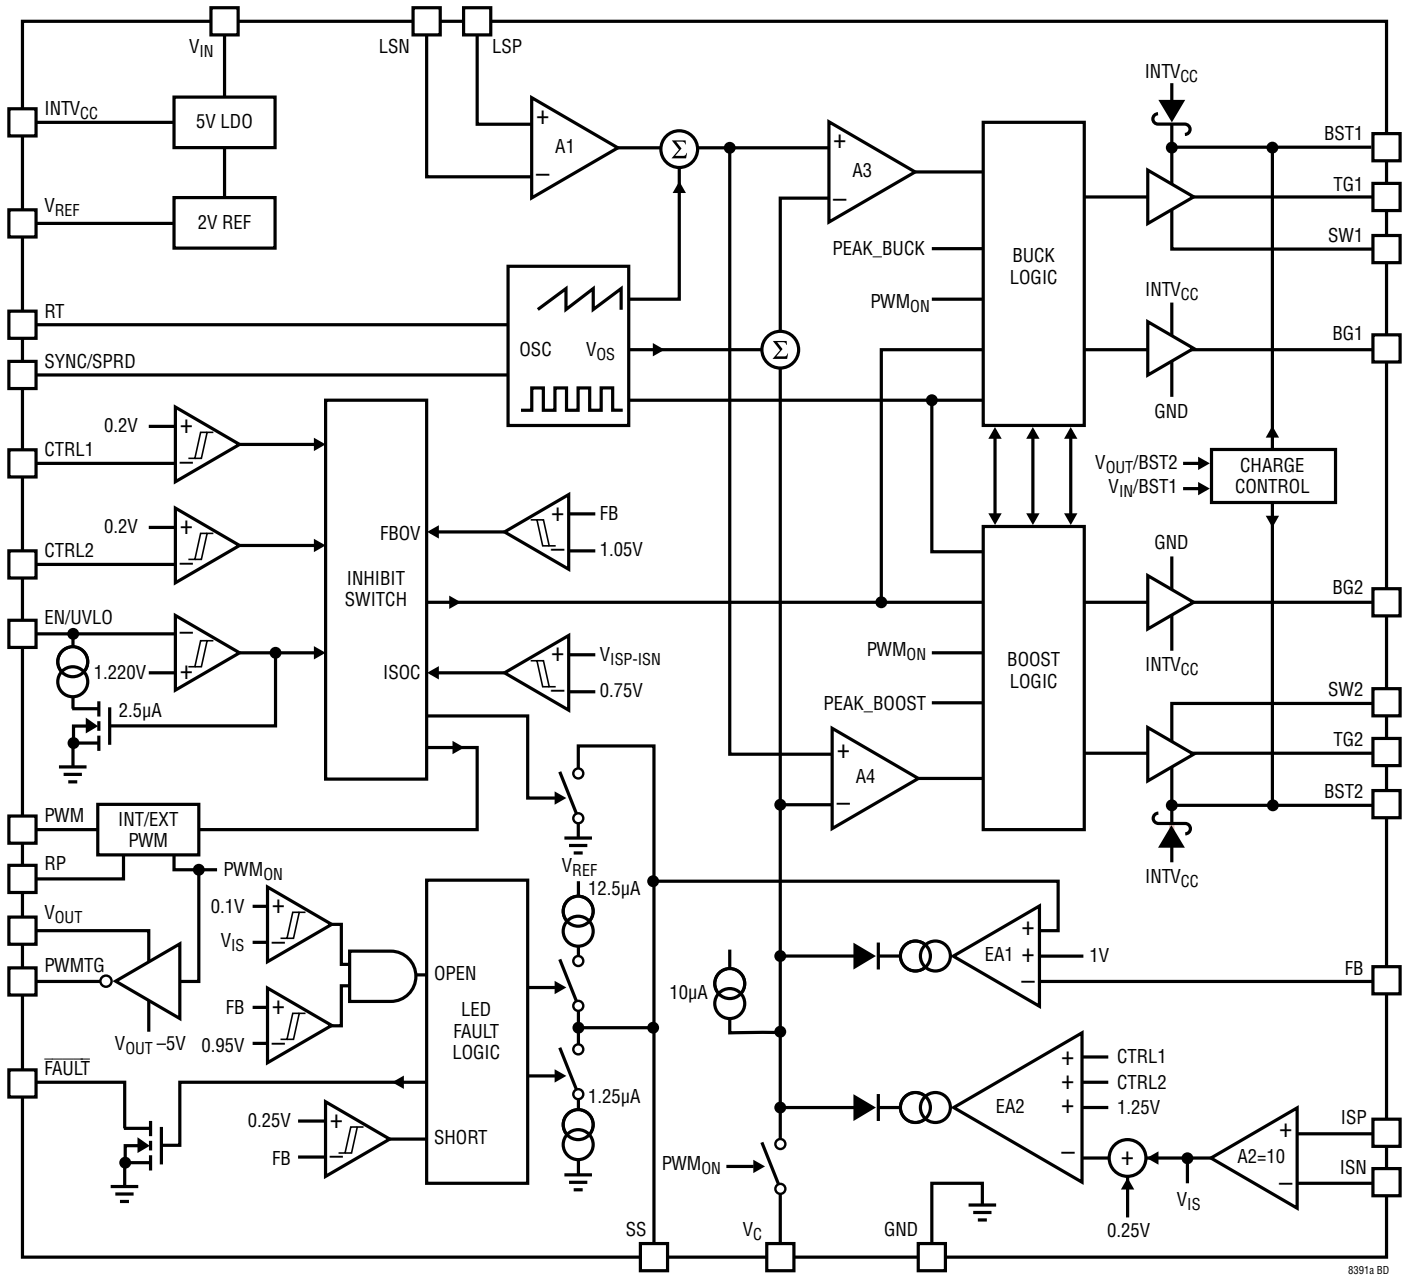 VIN
LSN
LSP
INTVCC
5V LDO
VREF
2V REF
A1
Σ
A3
INTVCC
BST1
TG1
SW1
PEAK_BUCK
BUCK
LOGIC
PWMON
INTVCC
BG1
GND
RT
SYNC/SPRD
OSC
VOS
Σ
0.2V
CTRL1
0.2V
CTRL2
EN/UVLO
1.220V
2.5µA
INHIBIT
SWITCH
FBOV
FB
1.05V
ISOC
VISP-ISN
0.75V
VOUT/BST2
VIN/BST1
CHARGE
CONTROL
GND
BG2
INTVCC
PWMON
BOOST
LOGIC
PEAK_BOOST
SW2
TG2
A4
BST2
INTVCC
PWM
INT/EXT
PWM
RP
PWMON
VOUT
PWMTG
VOUT –5V
FAULT
0.1V
VIS
FB
0.95V
OPEN
LED
FAULT
LOGIC
0.25V
FB
SHORT
VREF
12.5µA
1.25µA
10µA
EA1
1V
FB
EA2
CTRL1
CTRL2
1.25V
+
0.25V
VIS
A2=10
ISP
ISN
PWMON
SS
VC
GND
8391a BD